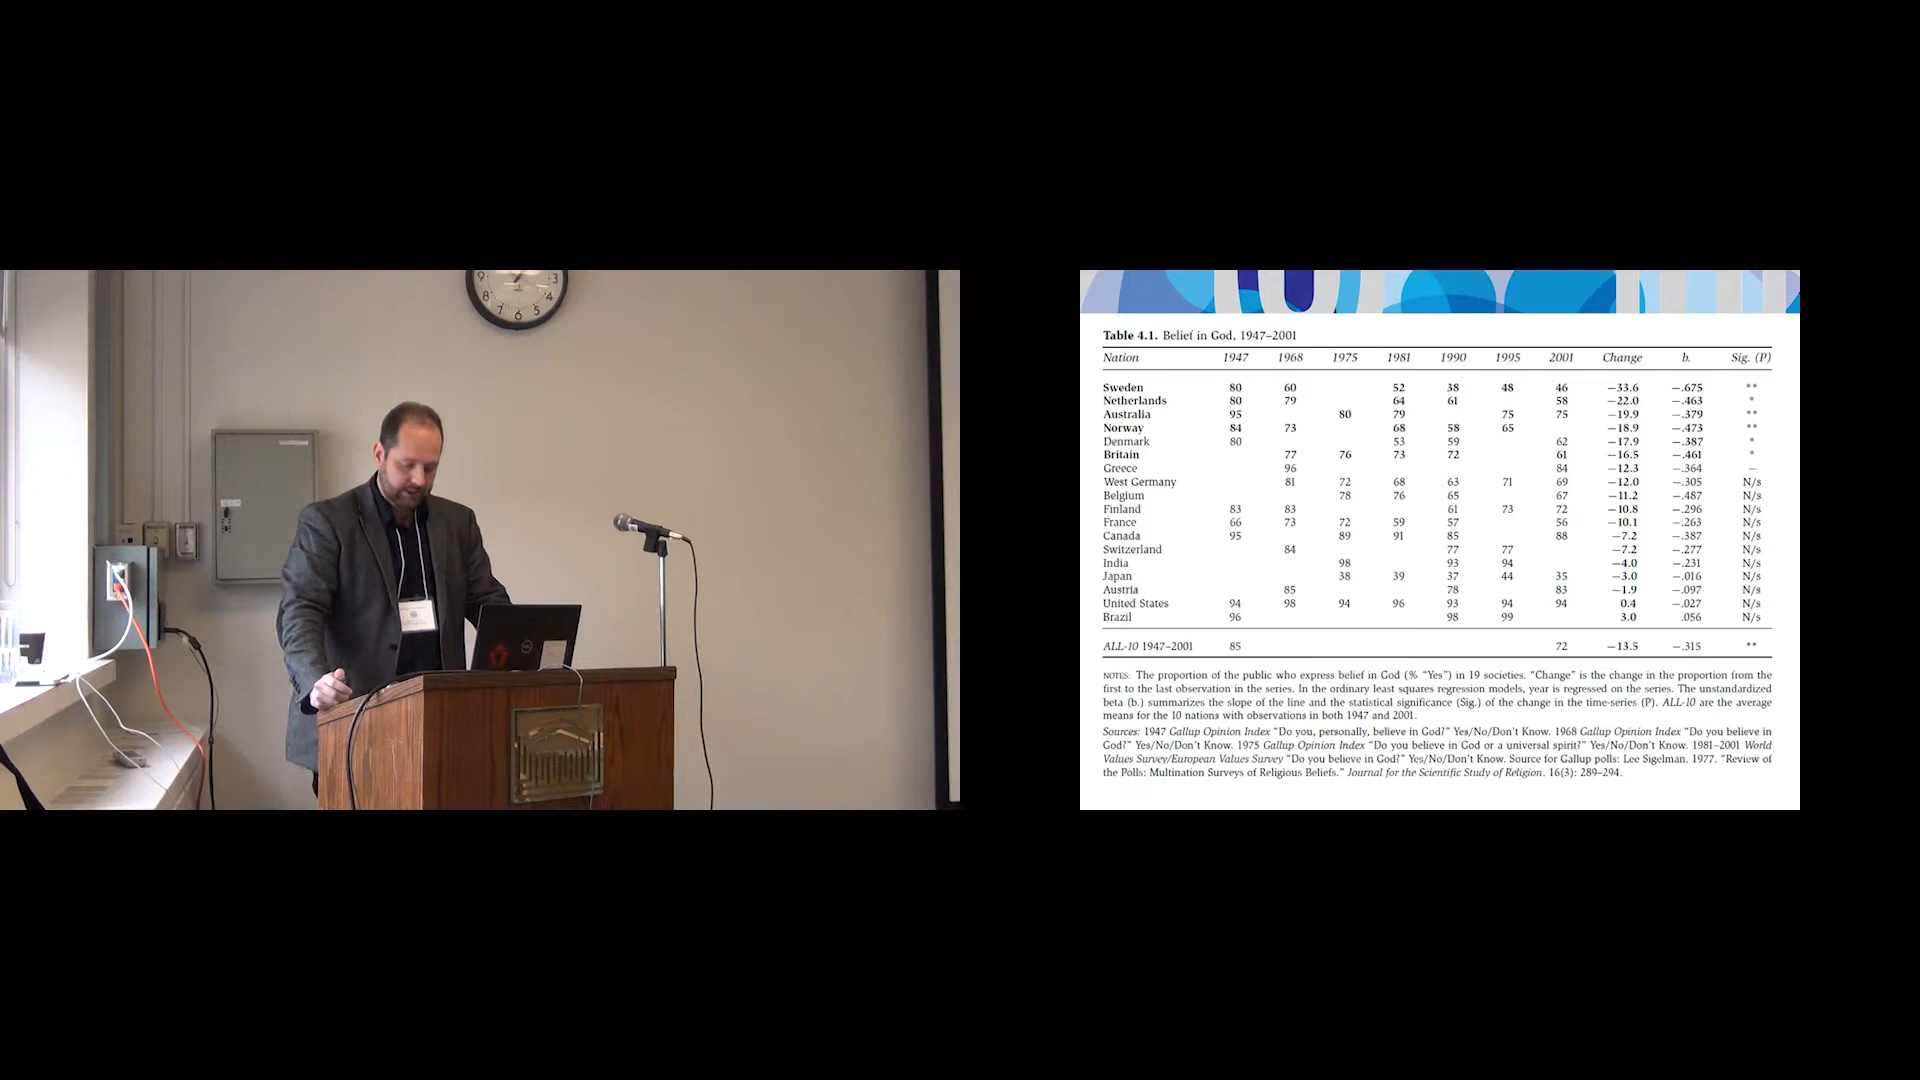 9 3
8 4
7 6 5
DELL
Table 4.1. Belief in God, 1947–2001
Nation 1947 1968 1975 1981 1990 1995 2001 Change b. Sig. (P)
Sweden 80 60 52 38 48 46 −33.6 −.675 **
Netherlands 80 79 64 61 58 −22.0 −.463 *
Australia 95 80 79 75 75 −19.9 −.379 **
Norway 84 73 68 58 65 −18.9 −.473 **
Denmark 80 53 59 62 −17.9 −.387 *
Britain 77 76 73 72 61 −16.5 −.461 *
Greece 96 84 −12.3 −.364 —
West Germany 81 72 68 63 71 69 −12.0 −.305 N/s
Belgium 78 76 65 67 −11.2 −.487 N/s
Finland 83 83 61 73 72 −10.8 −.296 N/s
France 66 73 72 59 57 56 −10.1 −.263 N/s
Canada 95 89 91 85 88 −7.2 −.387 N/s
Switzerland 84 77 77 −7.2 −.277 N/s
India 98 93 94 −4.0 −.231 N/s
Japan 38 39 37 44 35 −3.0 −.016 N/s
Austria 85 78 83 −1.9 −.097 N/s
United States 94 98 94 96 93 94 94 0.4 −.027 N/s
Brazil 96 98 99 3.0 .056 N/s
ALL-10 1947–2001 85 72 −13.5 −.315 **
NOTES: The proportion of the public who express belief in God (% “Yes”) in 19 societies. “Change” is the change in the proportion from the
first to the last observation in the series. In the ordinary least squares regression models, year is regressed on the series. The unstandardized
beta (b.) summarizes the slope of the line and the statistical significance (Sig.) of the change in the time-series (P). ALL-10 are the average
means for the 10 nations with observations in both 1947 and 2001.
Sources: 1947 Gallup Opinion Index “Do you, personally, believe in God?” Yes/No/Don’t Know. 1968 Gallup Opinion Index “Do you believe in
God?” Yes/No/Don’t Know. 1975 Gallup Opinion Index “Do you believe in God or a universal spirit?” Yes/No/Don’t Know. 1981–2001 World
Values Survey/European Values Survey “Do you believe in God?” Yes/No/Don’t Know. Source for Gallup polls: Lee Sigelman. 1977. “Review of
the Polls: Multination Surveys of Religious Beliefs.” Journal for the Scientific Study of Religion. 16(3): 289–294.